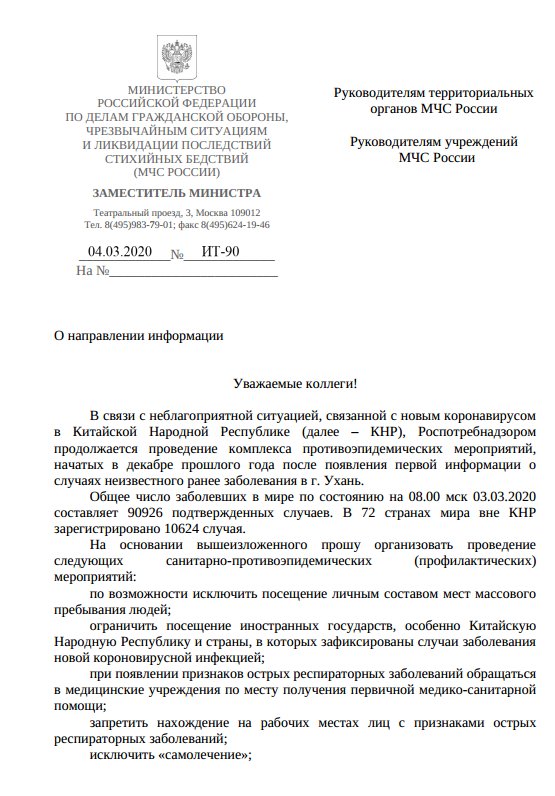 МИНИСТЕРСТВО
РОССИЙСКОЙ ФЕДЕРАЦИИ
ПО ДЕЛАМ ГРАЖДАНСКОЙ ОБОРОНЫ,
ЧРЕЗВЫЧАЙНЫМ СИТУАЦИЯМ
И ЛИКВИДАЦИИ ПОСЛЕДСТВИЙ
СТИХИЙНЫХ БЕДСТВИЙ
(МЧС РОССИИ)
ЗАМЕСТИТЕЛЬ МИНИСТРА
Театральный проезд, 3, Москва 109012
Тел. 8(495)983-79-01; факс 8(495)624-19-46
04.03.2020 № ИТ-90
На №
Руководителям территориальных
органов МЧС России
Руководителям учреждений
МЧС России
О направлении информации
Уважаемые коллеги!
В связи с неблагоприятной ситуацией, связанной с новым коронавирусом
в Китайской Народной Республике (далее – КНР), Роспотребнадзором
продолжается проведение комплекса противоэпидемических мероприятий,
начатых в декабре прошлого года после появления первой информации о
случаях неизвестного ранее заболевания в г. Ухань.
Общее число заболевших в мире по состоянию на 08.00 мск 03.03.2020
составляет 90926 подтвержденных случаев. В 72 странах мира вне КНР
зарегистрировано 10624 случая.
На основании вышеизложенного прошу организовать проведение
следующих санитарно-противоэпидемических (профилактических)
мероприятий:
по возможности исключить посещение личным составом мест массового
пребывания людей;
ограничить посещение иностранных государств, особенно Китайскую
Народную Республику и страны, в которых зафиксированы случаи заболевания
новой короновирусной инфекцией;
при появлении признаков острых респираторных заболеваний обращаться
в медицинские учреждения по месту получения первичной медико-санитарной
помощи;
запретить нахождение на рабочих местах лиц с признаками острых
респираторных заболеваний;
исключить «самолечение»;